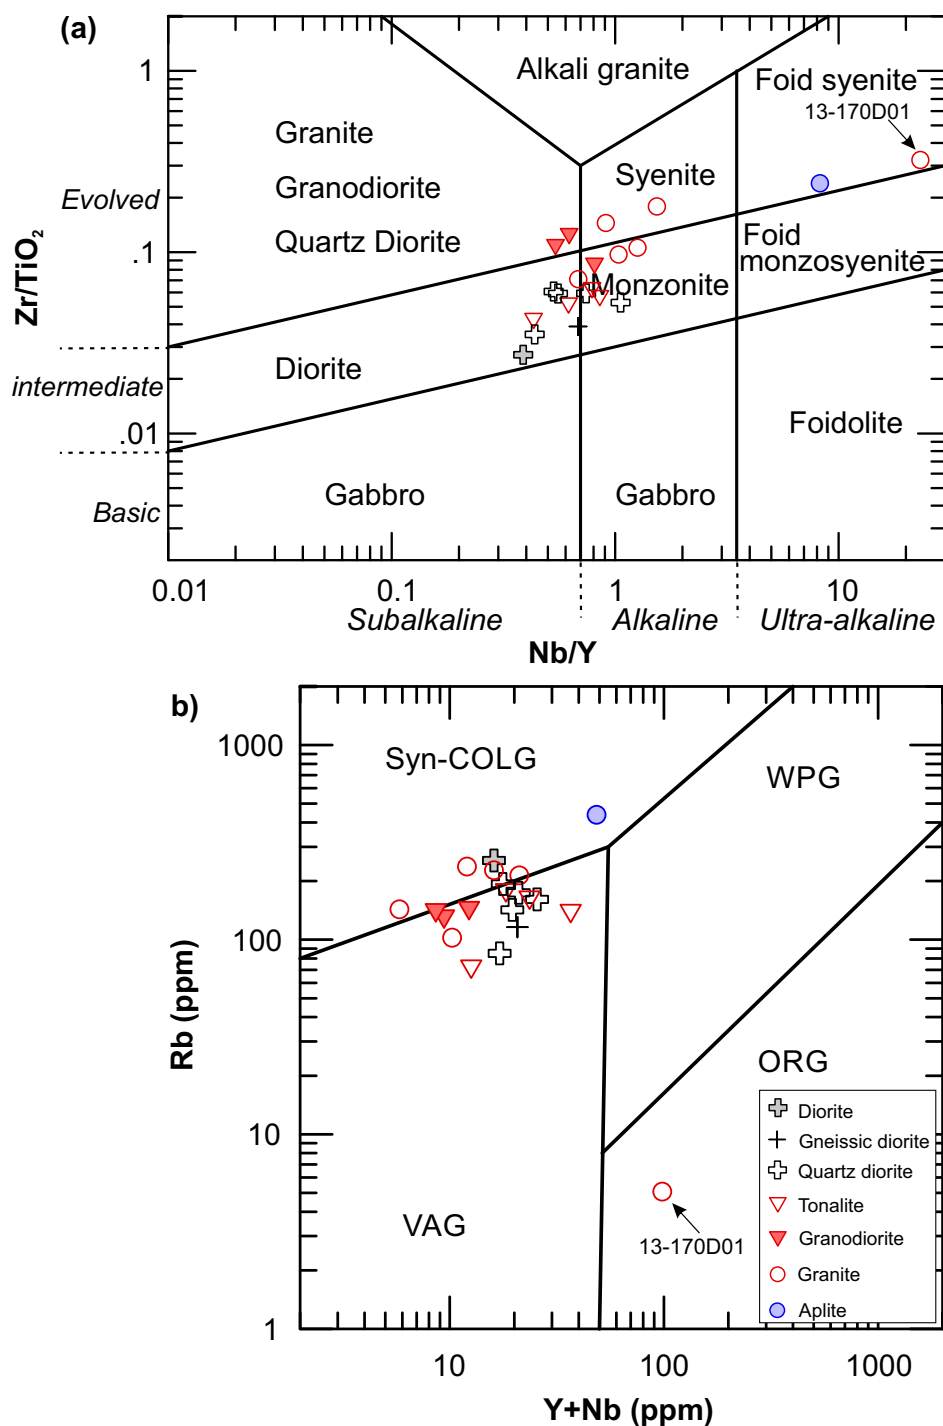 (a)
Alkali granite
Foid syenite
13-170D01
1
Granite
Syenite
Granodiorite
Evolved
Quartz Diorite
Foid
monzosyenite
.1
Monzonite
Zr/TiO2
intermediate
Diorite
.01
Foidolite
Gabbro
Gabbro
Basic
0.01
0.1
1
10
Subalkaline
Alkaline
Ultra-alkaline
Nb/Y
b)
1000
Syn-COLG
WPG
100
Rb (ppm)
ORG
Diorite
Gneissic diorite
Quartz diorite
Tonalite
Granodiorite
Granite
Aplite
10
VAG
13-170D01
1
10
100
1000
Y+Nb (ppm)